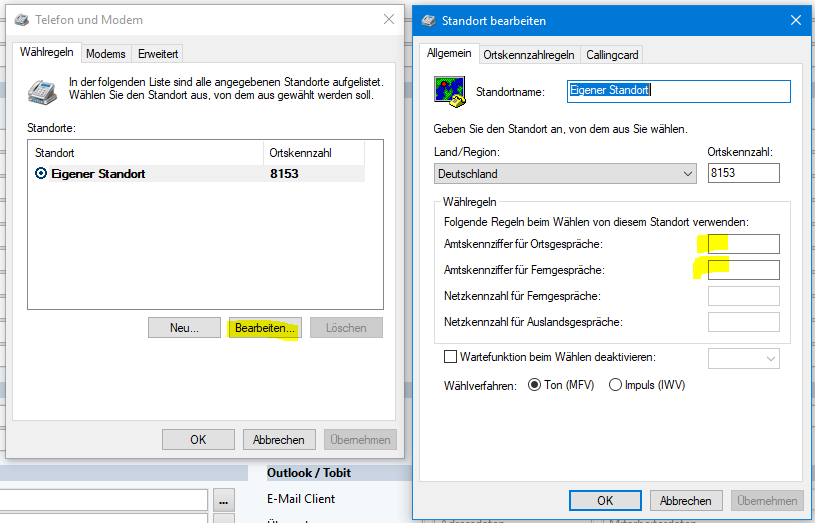 Telefon und Modem
Wählregeln Modems Erweitert
In der folgenden Liste sind alle angegebenen Standorte aufgelistet.
Wählen Sie den Standort aus, von dem aus gewählt werden soll.
Standorte:
Standort Ortskennzahl
Eigener Standort 8153
Neu... Bearbeiten... Löschen
OK Abbrechen Übernehmen
Outlook / Tobit
E-Mail Client
...
Standort bearbeiten
Allgemein Ortskennzahlregeln Callingcard
Standortname: Eigener Standort
Geben Sie den Standort an, von dem aus Sie wählen.
Land/Region: Ortskennzahl:
Deutschland 8153
Wählregeln
Folgende Regeln beim Wählen von diesem Standort verwenden:
Amtskennziffer für Ortsgespräche:
Amtskennziffer für Ferngespräche:
Netzkennzahl für Ferngespräche:
Netzkennzahl für Auslandsgespräche:
Wartefunktion beim Wählen deaktivieren:
Wählverfahren: Ton (MFV) Impuls (IWV)
OK Abbrechen Übernehmen